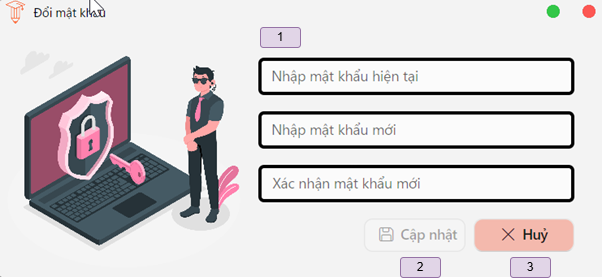 Đổi mật khẩu
1
Nhập mật khẩu hiện tại
Nhập mật khẩu mới
Xác nhận mật khẩu mới
Cập nhật
Huỷ
2
3